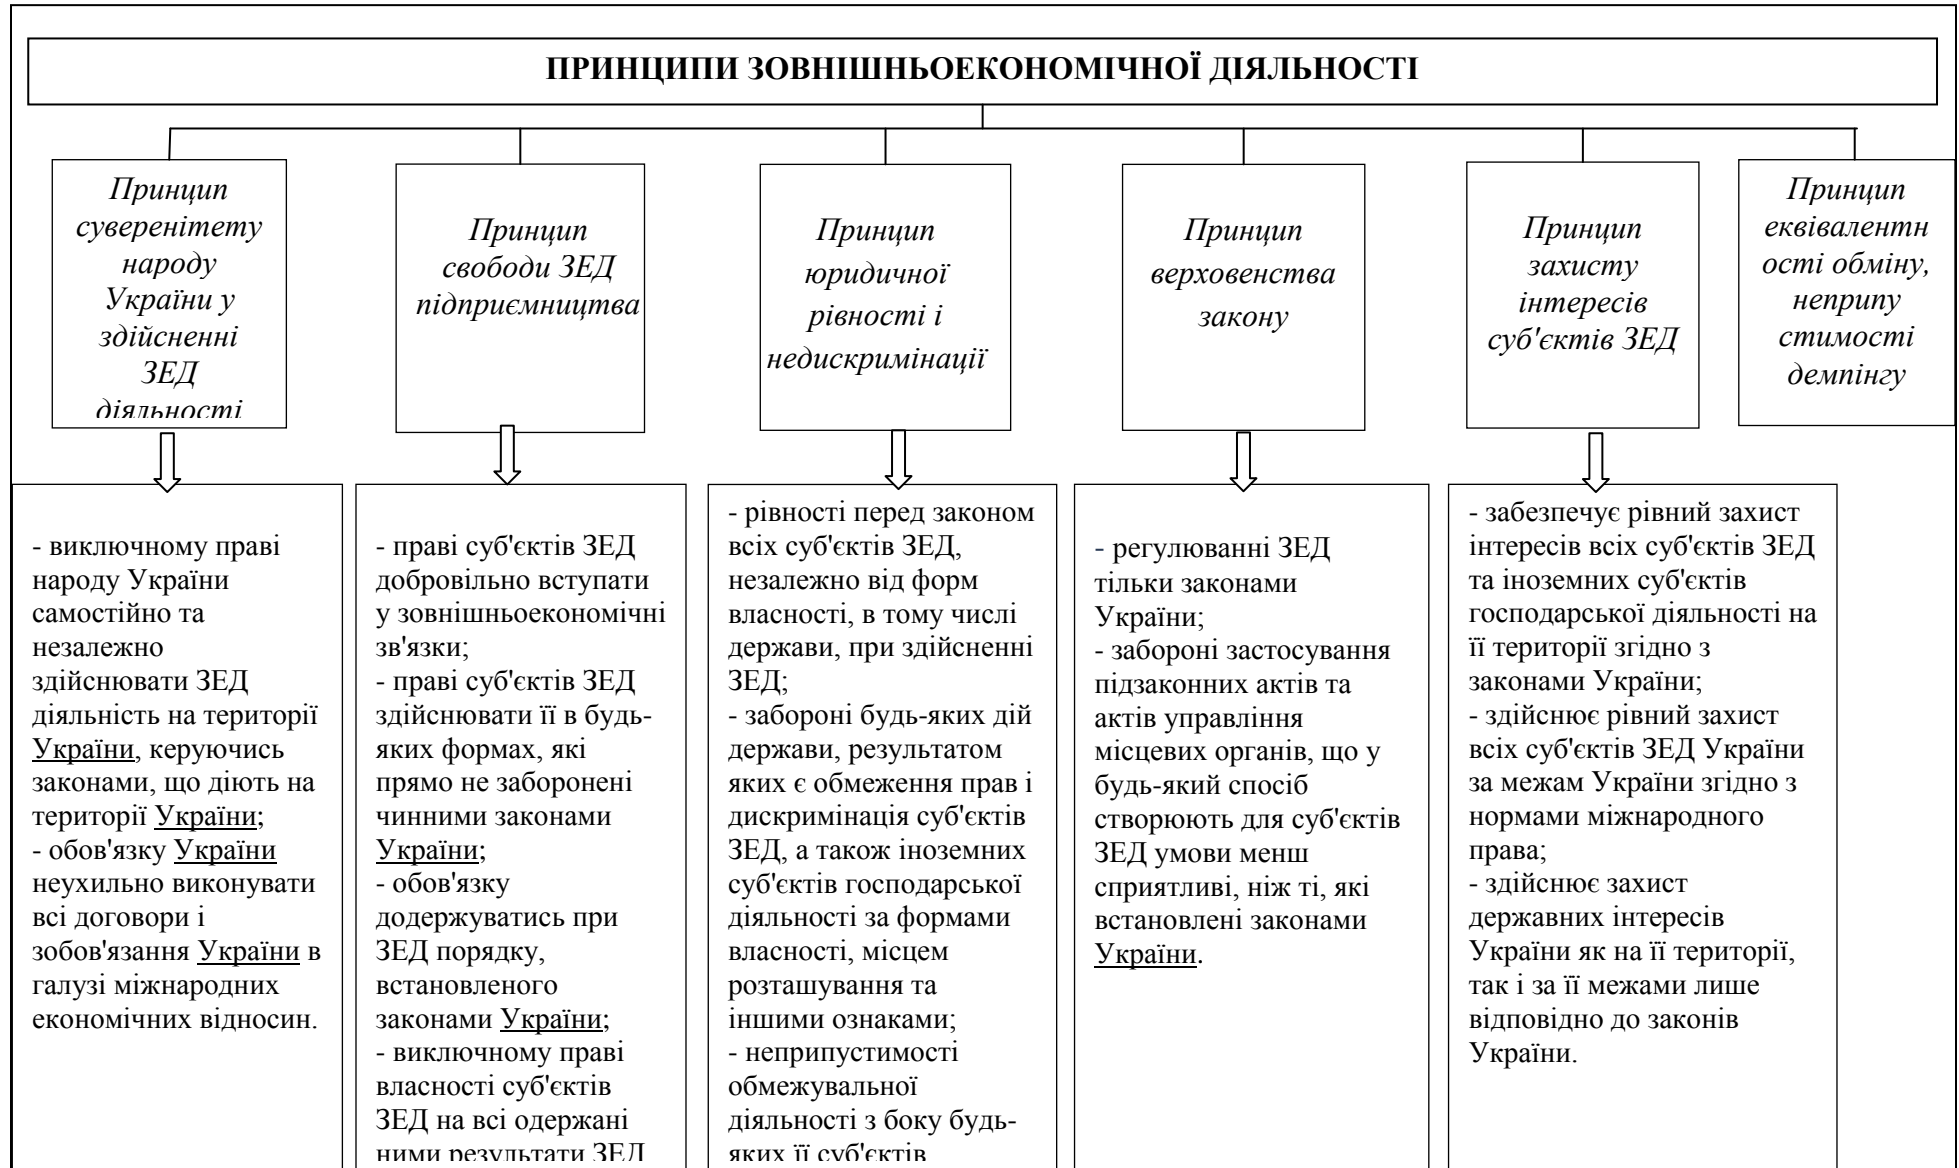 ПРИНЦИПИ ЗОВНІШНЬОЕКОНОМІЧНОЇ ДІЯЛЬНОСТІ
Принцип
суверенітету
народу
України у
здійсненні
ЗЕД
діяльності
Принцип
свободи ЗЕД
підприємництва
Принцип
юридичної
рівності і
недискримінації
Принцип
верховенства
закону
Принцип
захисту
інтересів
суб'єктів ЗЕД
Принцип
еквівалентн
ості обміну,
неприпу
стимості
демпінгу
- виключному праві
народу України
самостійно та
незалежно
здійснювати ЗЕД
діяльність на території
України, керуючись
законами, що діють на
території України;
- обов'язку України
неухильно виконувати
всі договори і
зобов'язання України в
галузі міжнародних
економічних відносин.
- праві суб'єктів ЗЕД
добровільно вступати
у зовнішньоекономічні
зв'язки;
- праві суб'єктів ЗЕД
здійснювати її в будь-
яких формах, які
прямо не заборонені
чинними законами
України;
- обов'язку
додержуватись при
ЗЕД порядку,
встановленого
законами України;
- виключному праві
власності суб'єктів
ЗЕД на всі одержані
ними результати ЗЕД
- рівності перед законом
всіх суб'єктів ЗЕД,
незалежно від форм
власності, в тому числі
держави, при здійсненні
ЗЕД;
- забороні будь-яких дій
держави, результатом
яких є обмеження прав і
дискримінація суб'єктів
ЗЕД, а також іноземних
суб'єктів господарської
діяльності за формами
власності, місцем
розташування та
іншими ознаками;
- неприпустимості
обмежувальної
діяльності з боку будь-
яких її суб'єктів
- регулюванні ЗЕД
тільки законами
України;
- забороні застосування
підзаконних актів та
актів управління
місцевих органів, що у
будь-який спосіб
створюють для суб'єктів
ЗЕД умови менш
сприятливі, ніж ті, які
встановлені законами
України.
- забезпечує рівний захист
інтересів всіх суб'єктів ЗЕД
та іноземних суб'єктів
господарської діяльності на
її території згідно з
законами України;
- здійснює рівний захист
всіх суб'єктів ЗЕД України
за межам України згідно з
нормами міжнародного
права;
- здійснює захист
державних інтересів
України як на її території,
так і за її межами лише
відповідно до законів
України.